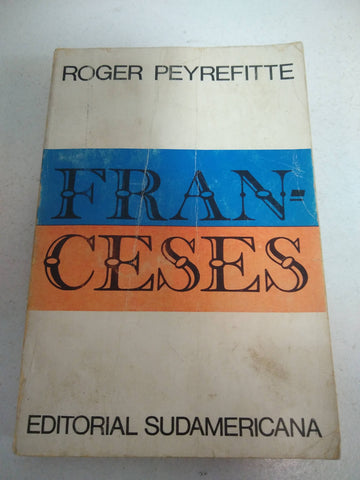 ROGER PEYREFITTE
FRAN-
CESES
EDITORIAL SUDAMERICANA